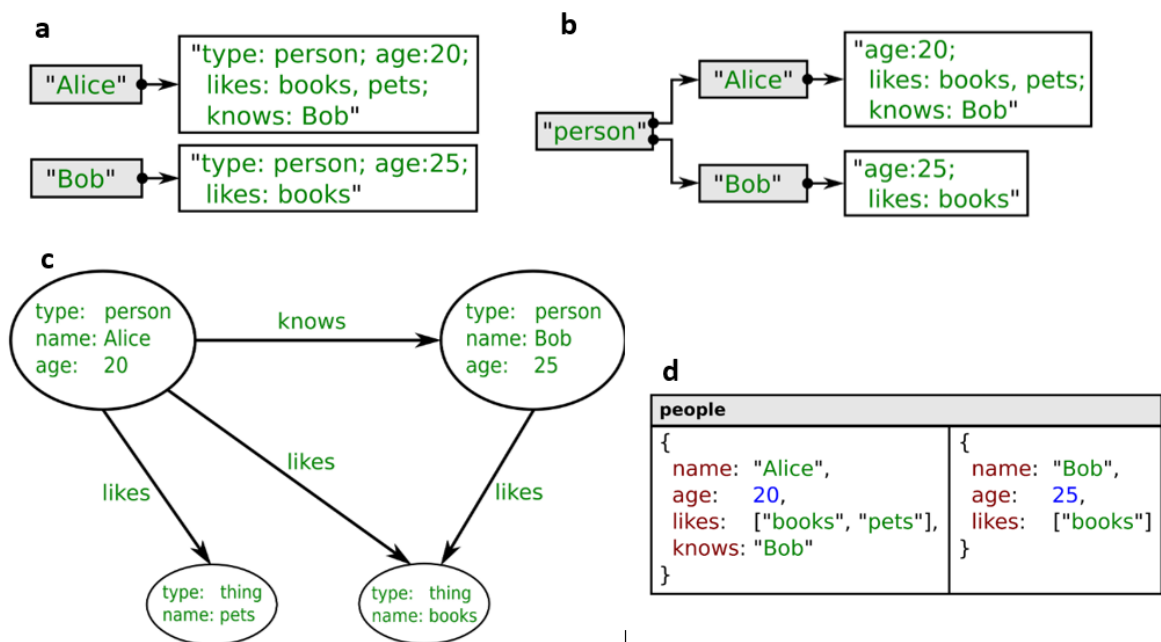 a
"Alice"
"type: person; age:20;
likes: books, pets;
knows: Bob"
"Bob"
"type: person; age:25;
likes: books"
b
"person"
"Alice"
"age:20;
likes: books, pets;
knows: Bob"
"Bob"
"age:25;
likes: books"
c
type: person
name: Alice
age: 20
knows
type: person
name: Bob
age: 25
likes
likes
likes
type: thing
name: pets
type: thing
name: books
d
people
{
name: "Alice",
age: 20,
likes: ["books", "pets"],
knows: "Bob"
}
{
name: "Bob",
age: 25,
likes: ["books"]
}